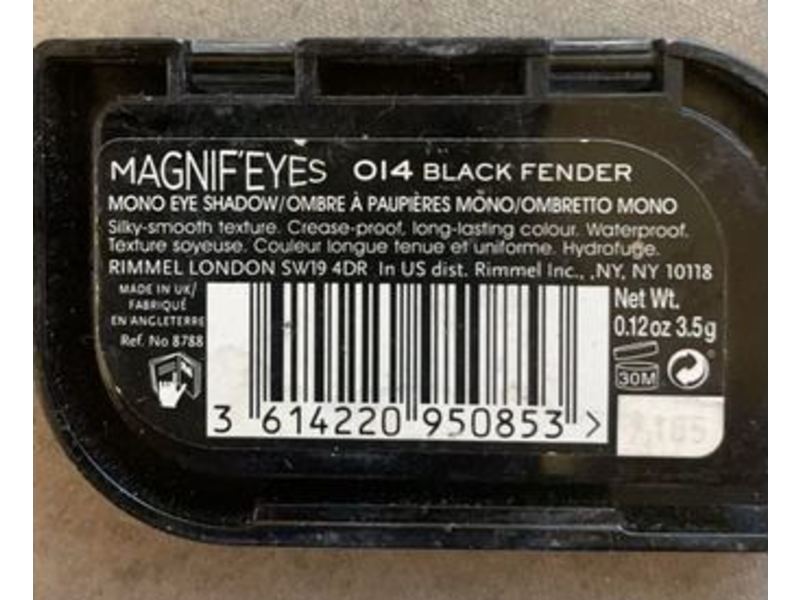 MAGNIF'EYES 014 BLACK FENDER
MONO EYE SHADOW/OMBRE À PAUPIÈRES MONO/OMBRETTO MONO
Silky-smooth texture. Crease-proof, long-lasting colour. Waterproof.
Texture soyeuse. Couleur longue tenue et uniforme. Hydrofuge.
RIMMEL LONDON SW19 4DR In US dist. Rimmel Inc., .NY, NY 10118
MADE IN UK/
FABRIQUÉ
EN ANGLETERRE
Ref. No 8788
Net Wt.
0.12 oz 3.5g
30M
3 614220 950853 >